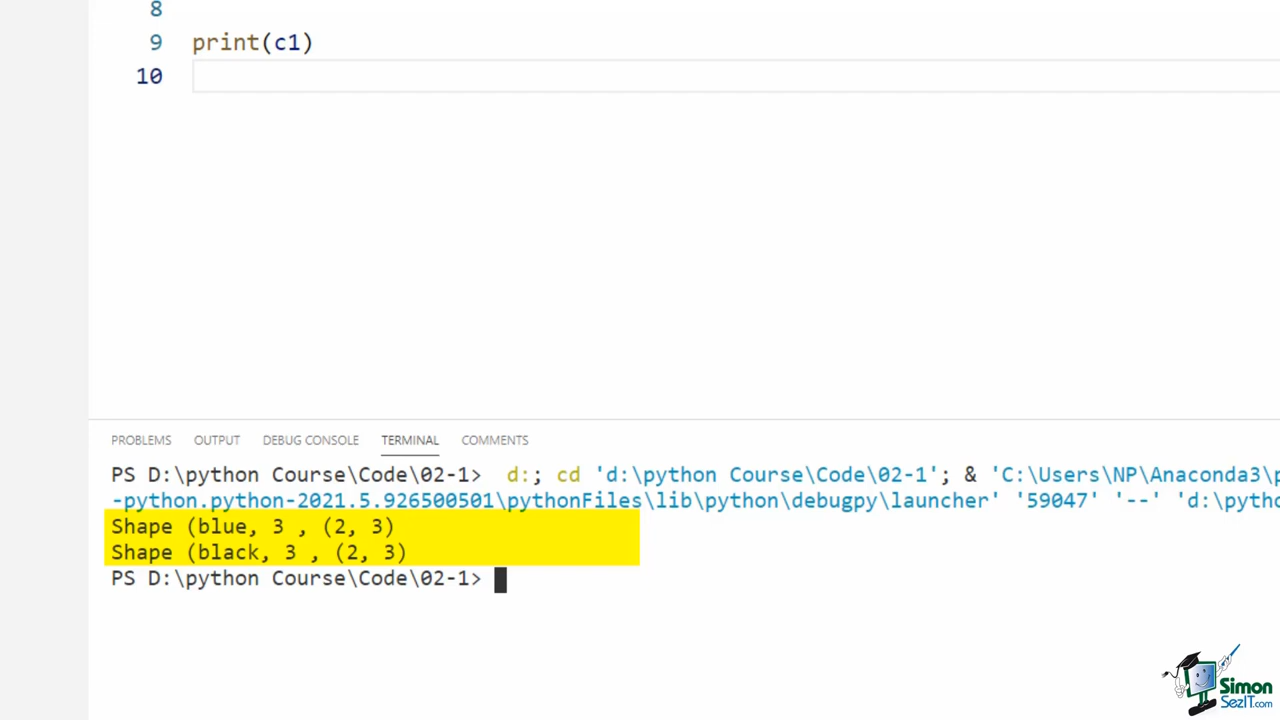 8
9 print(c1)
10
PROBLEMS OUTPUT DEBUG CONSOLE TERMINAL COMMENTS
PS D:\python Course\Code\02-1> d:; cd 'd:\python Course\Code\02-1'; & 'C:\Users\NP\Anaconda3\p
-python.python-2021.5.926500501\pythonFiles\lib\python\debugpy\launcher' '59047' '--' 'd:\pytho
Shape (blue, 3 , (2, 3)
Shape (black, 3 , (2, 3)
PS D:\python Course\Code\02-1>
Simon
SezIT.com